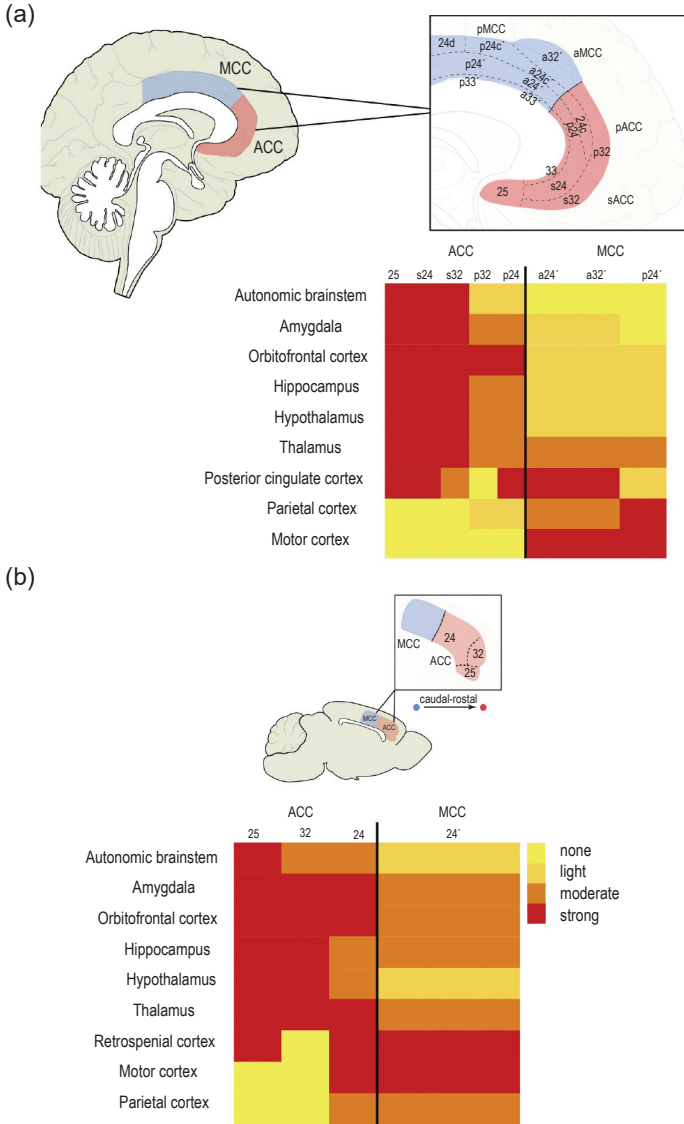 (a)
MCC
ACC
pMCC
24d
p24c´
a32´
aMCC
p24´
a24c´
a24´
p33´
a33´
24c
p24
pACC
p32
33
s24
25
s32
sACC
ACC
MCC
25 s24 s32 p32 p24 a24´ a32´ p24´
Autonomic brainstem
Amygdala
Orbitofrontal cortex
Hippocampus
Hypothalamus
Thalamus
Posterior cingulate cortex
Parietal cortex
Motor cortex
(b)
MCC
24
32
ACC
25
caudal-rostal
MCC
ACC
ACC
MCC
25 32 24 24´
Autonomic brainstem
Amygdala
Orbitofrontal cortex
Hippocampus
Hypothalamus
Thalamus
Retrospenial cortex
Motor cortex
Parietal cortex
none
light
moderate
strong